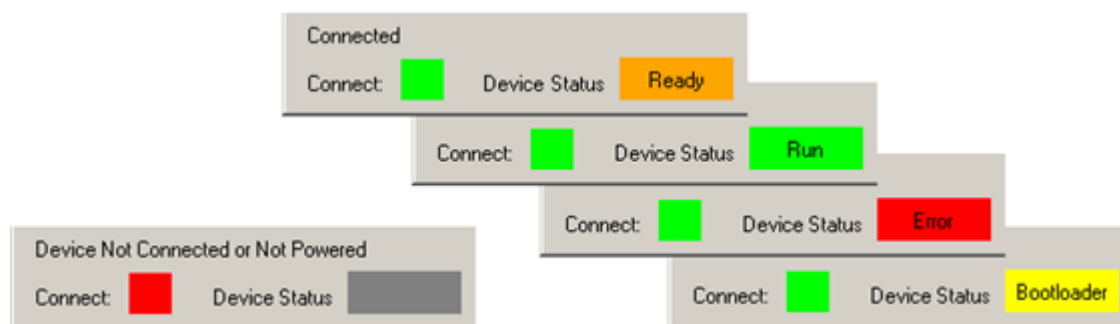 Connected
Connect: Device Status Ready
Connect: Device Status Run
Connect: Device Status Error
Device Not Connected or Not Powered
Connect: Device Status
Connect: Device Status Bootloader